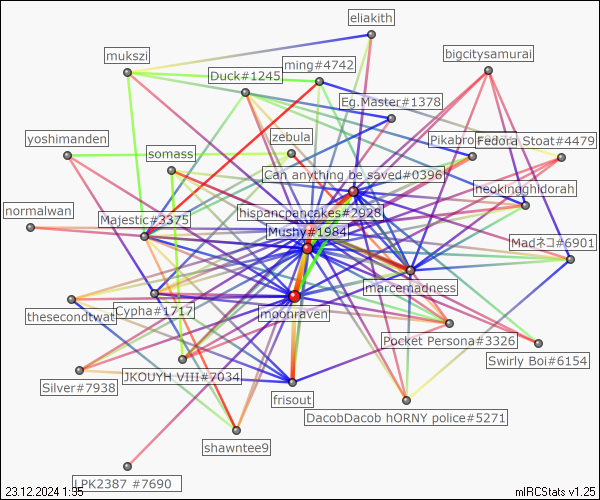 eliakith
mukszi
ming#4742
bigcitysamurai
Duck#1245
Eg.Master#1378
yoshimanden
zebula
Fedora Stoat#4479
somass
Can anything be saved#0396
neokingghidorah
normalwan
Majestic#3375
hispancpancakes#2928
Mushy#1984
Madネコ#6901
marcemadness
thesecondtwat
Cypha#1717
moonraven
Pocket Persona#3326
Swirly Boi#6154
Silver#7938
JKOUYH VIII#7034
frisout
DacobDacob hORNY police#5271
shawntee9
LPK2387 #7690
23.12.2024 1:95
mIRCStats v1.25